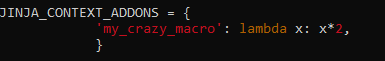 JINJA_CONTEXT_ADDONS = {
'my_crazy_macro': lambda x: x*2,
}